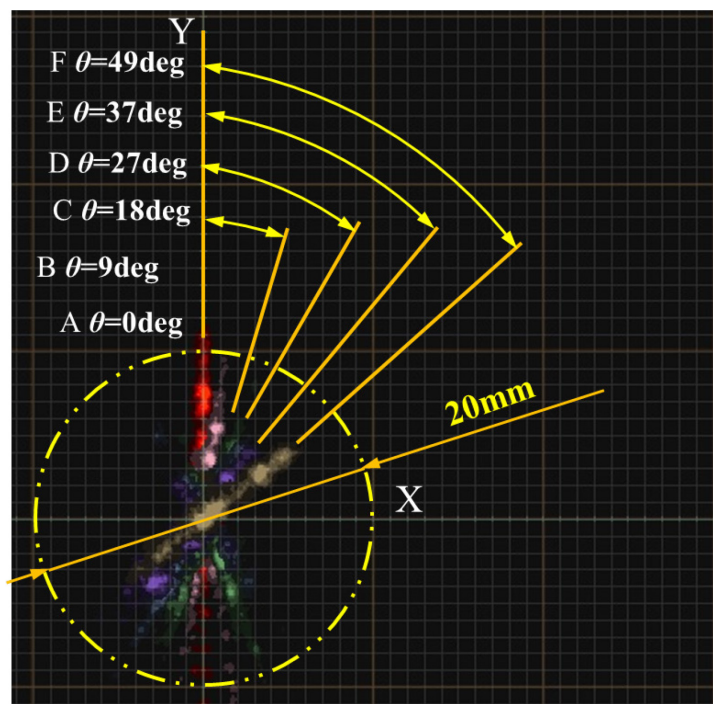 Y
F θ=49deg
E θ=37deg
D θ=27deg
C θ=18deg
B θ=9deg
A θ=0deg
20mm
X